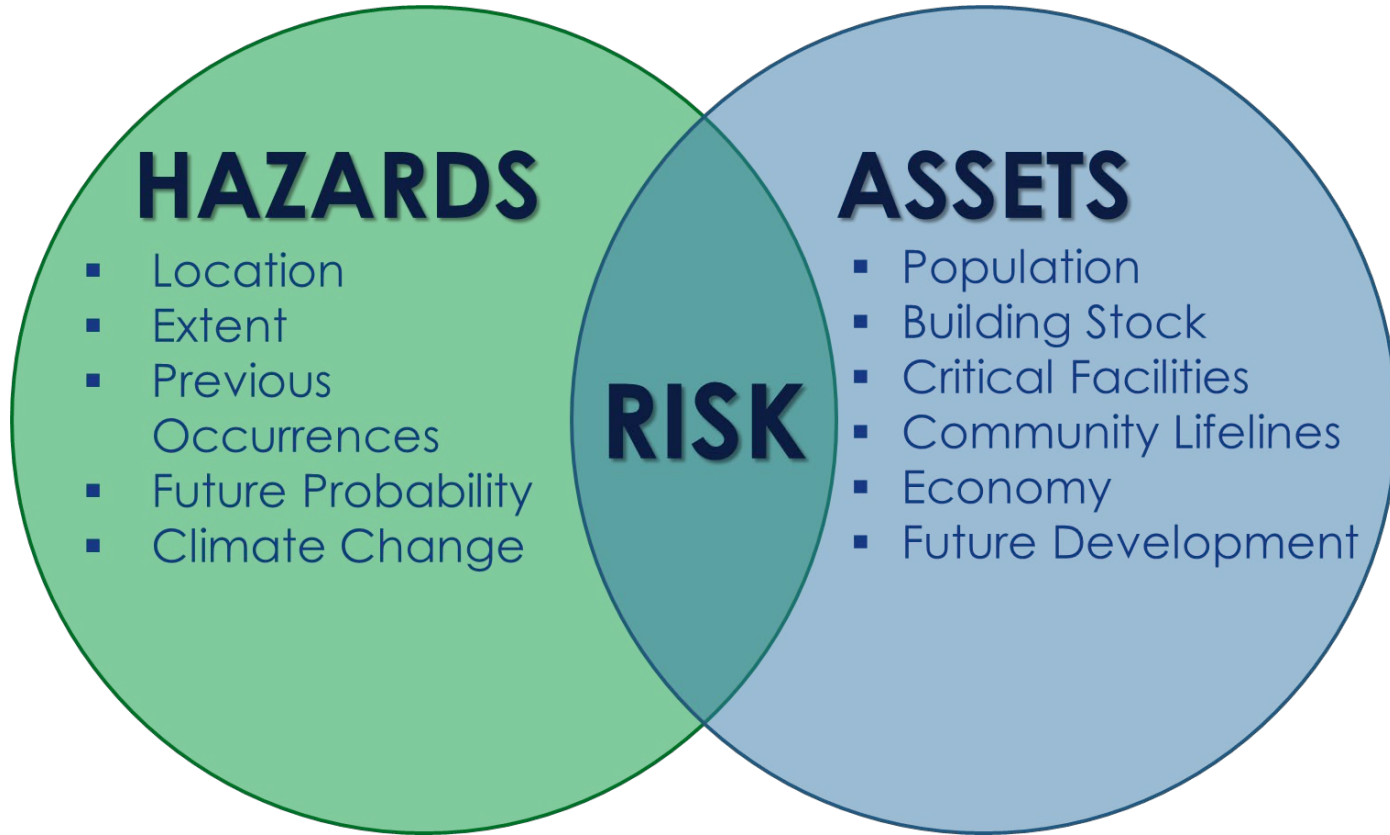 HAZARDS
▪ Location
▪ Extent
▪ Previous
Occurrences
▪ Future Probability
▪ Climate Change
RISK
ASSETS
▪ Population
▪ Building Stock
▪ Critical Facilities
▪ Community Lifelines
▪ Economy
▪ Future Development